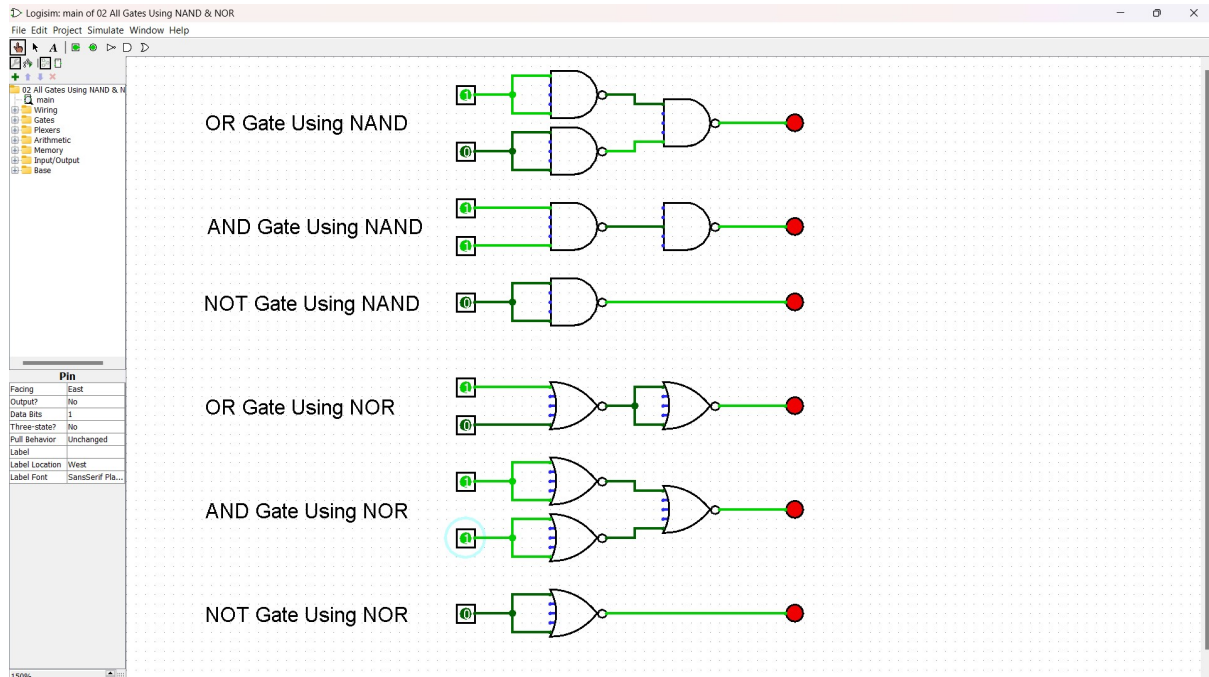 Logisim: main of 02 All Gates Using NAND & NOR
File Edit Project Simulate Window Help
A
02 All Gates Using NAND & N
main
Wiring
Gates
Plexers
Arithmetic
Memory
Input/Output
Base
Pin
Facing East
Output? No
Data Bits 1
Three-state? No
Pull Behavior Unchanged
Label
Label Location West
Label Font SansSerif Pla...
150%
1
OR Gate Using NAND
0
1
AND Gate Using NAND
1
NOT Gate Using NAND 0
1
OR Gate Using NOR
0
1
AND Gate Using NOR
1
NOT Gate Using NOR 0